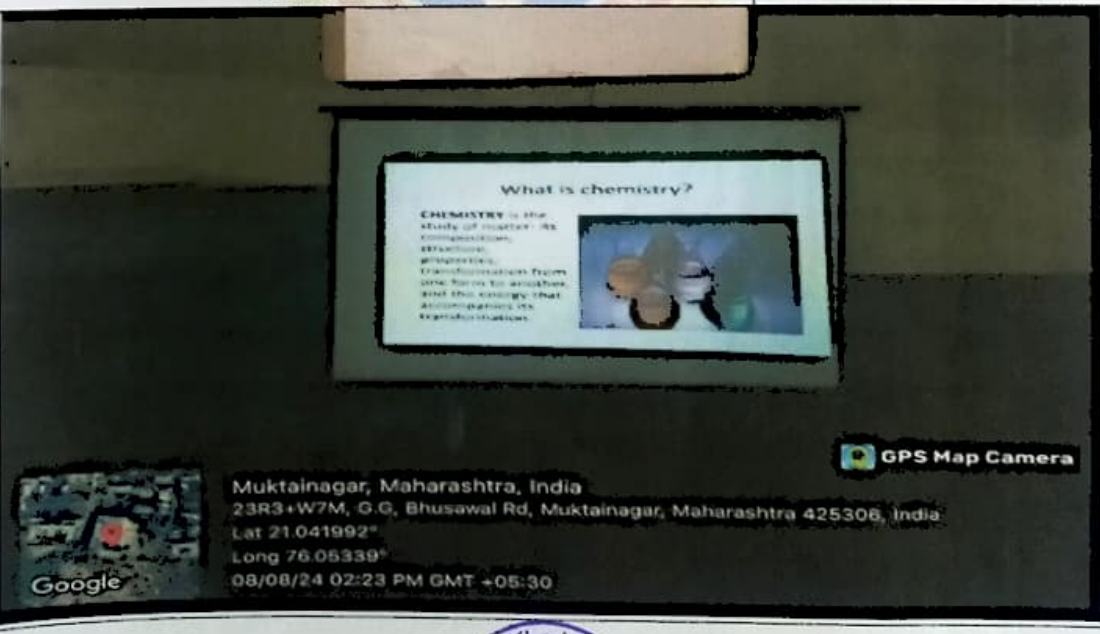 What is chemistry?
CHEMISTRY is the
study of matter: its
composition,
structure,
properties,
transformation from
one form to another,
and the energy that
accompanies its
transformation.
GPS Map Camera
Muktainagar, Maharashtra, India
23R3+W7M, G.G, Bhusawal Rd, Muktainagar, Maharashtra 425306, India
Lat 21.041992°
Long 76.05339°
08/08/24 02:23 PM GMT +05:30
Google